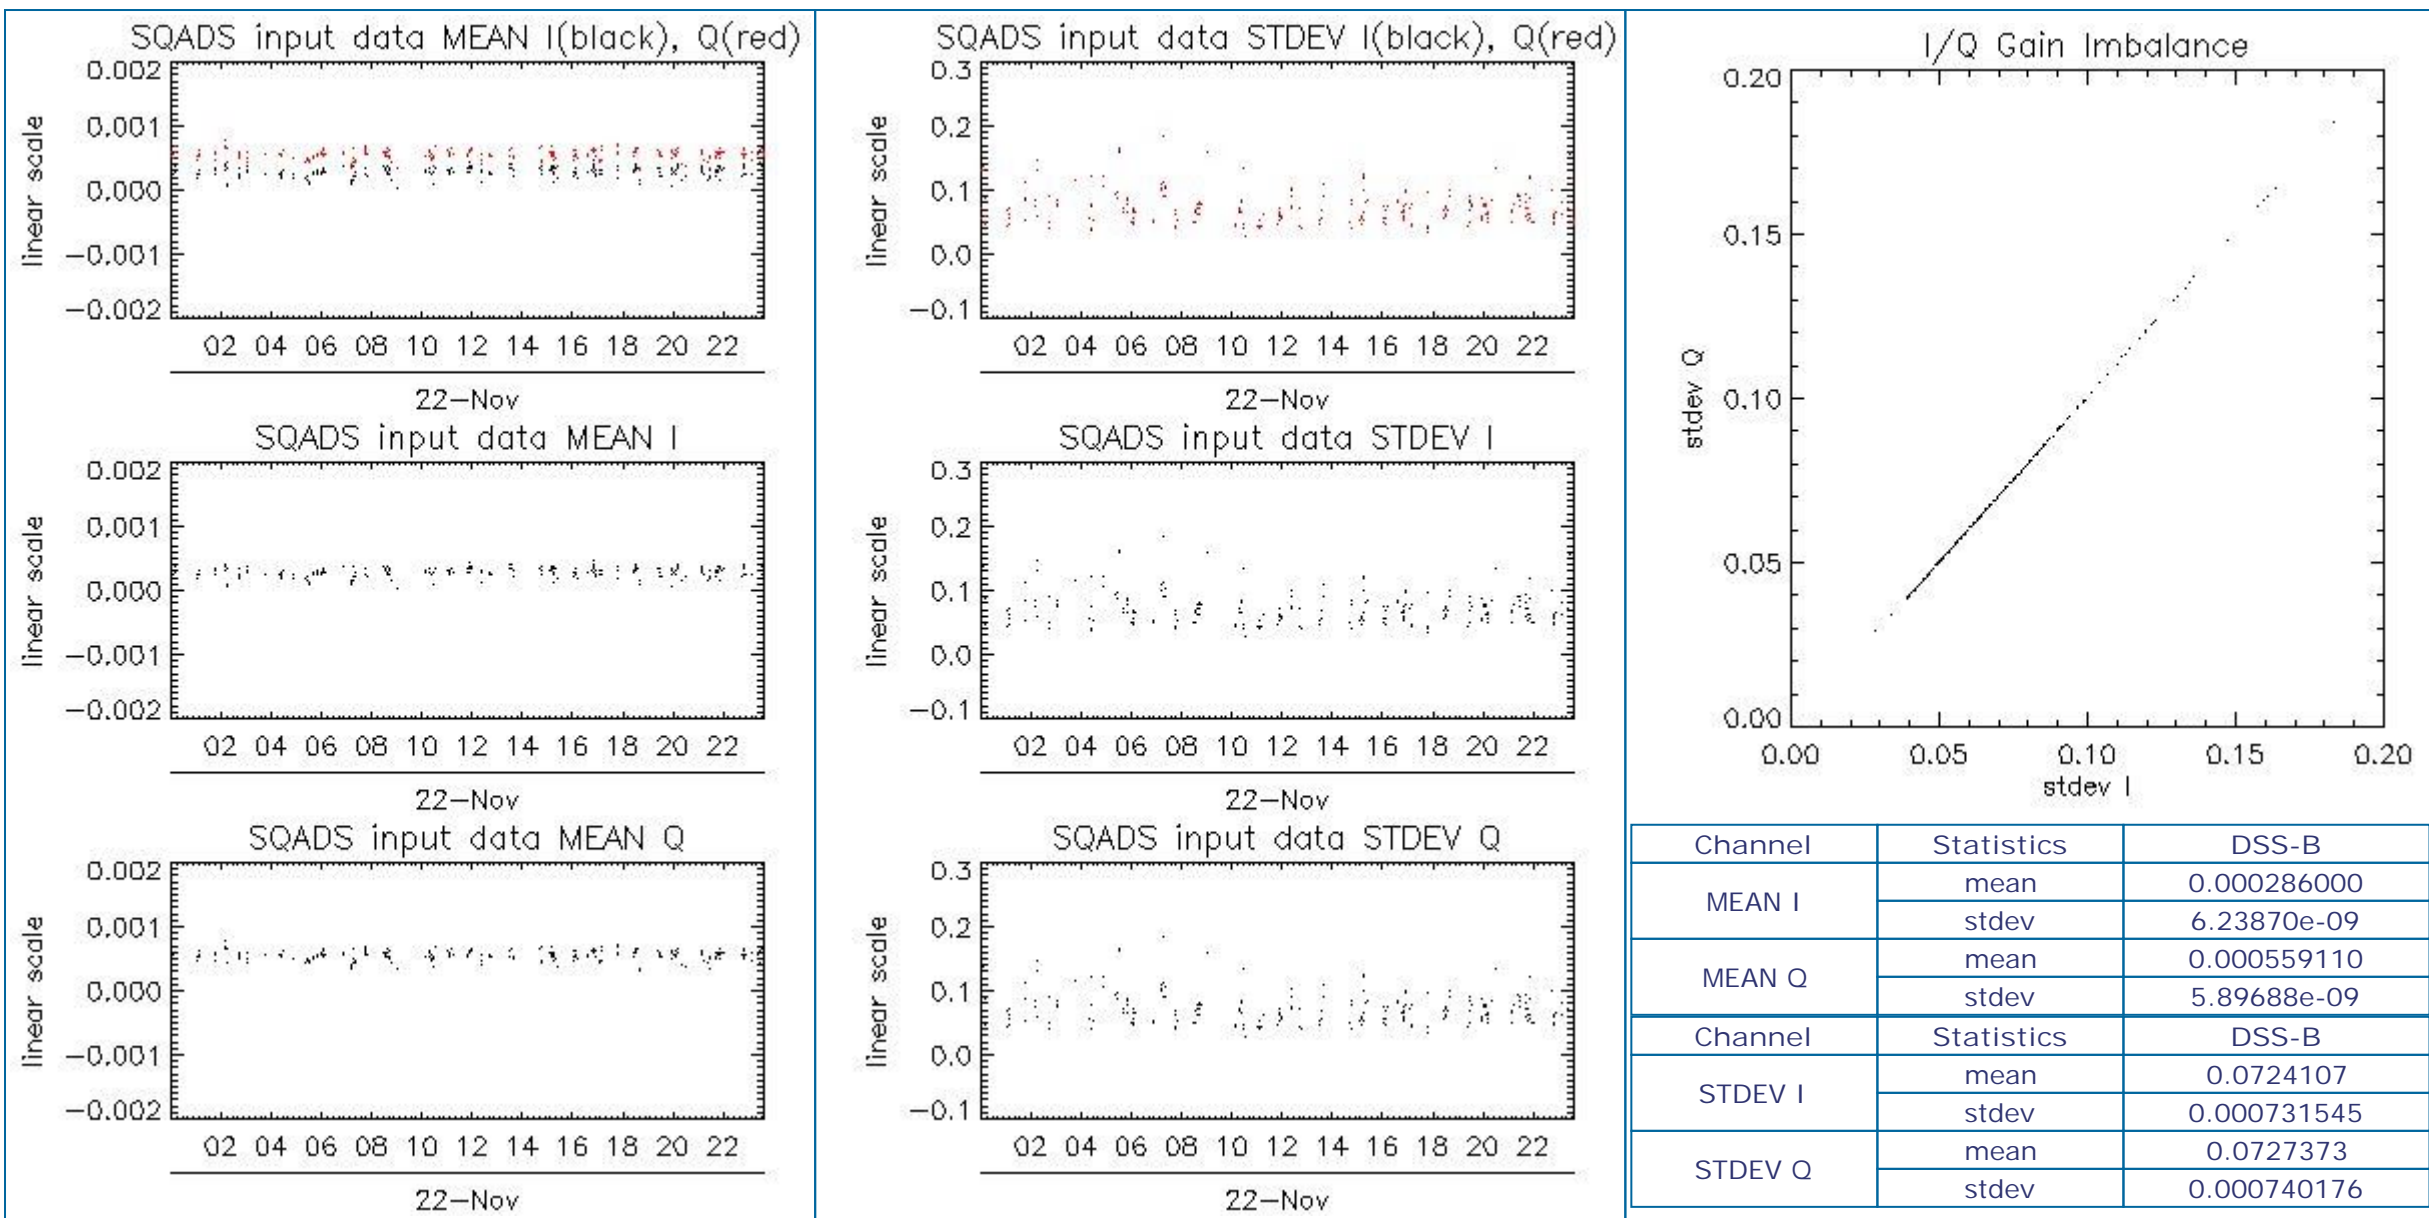 SQADS input data MEAN I(black), Q(red)
linear scale
0.002
0.001
0.000
-0.001
-0.002
02 04 06 08 10 12 14 16 18 20 22
22-Nov
SQADS input data MEAN I
linear scale
0.002
0.001
0.000
-0.001
-0.002
02 04 06 08 10 12 14 16 18 20 22
22-Nov
SQADS input data MEAN Q
linear scale
0.002
0.001
0.000
-0.001
-0.002
02 04 06 08 10 12 14 16 18 20 22
22-Nov
SQADS input data STDEV I(black), Q(red)
linear scale
0.3
0.2
0.1
0.0
-0.1
02 04 06 08 10 12 14 16 18 20 22
22-Nov
SQADS input data STDEV I
linear scale
0.3
0.2
0.1
0.0
-0.1
02 04 06 08 10 12 14 16 18 20 22
22-Nov
SQADS input data STDEV Q
linear scale
0.3
0.2
0.1
0.0
-0.1
02 04 06 08 10 12 14 16 18 20 22
22-Nov
I/Q Gain Imbalance
stdev Q
0.20
0.15
0.10
0.05
0.00
0.00 0.05 0.10 0.15 0.20
stdev I
Channel Statistics DSS-B
MEAN I mean 0.000286000
stdev 6.23870e-09
MEAN Q mean 0.000559110
stdev 5.89688e-09
Channel Statistics DSS-B
STDEV I mean 0.0724107
stdev 0.000731545
STDEV Q mean 0.0727373
stdev 0.000740176